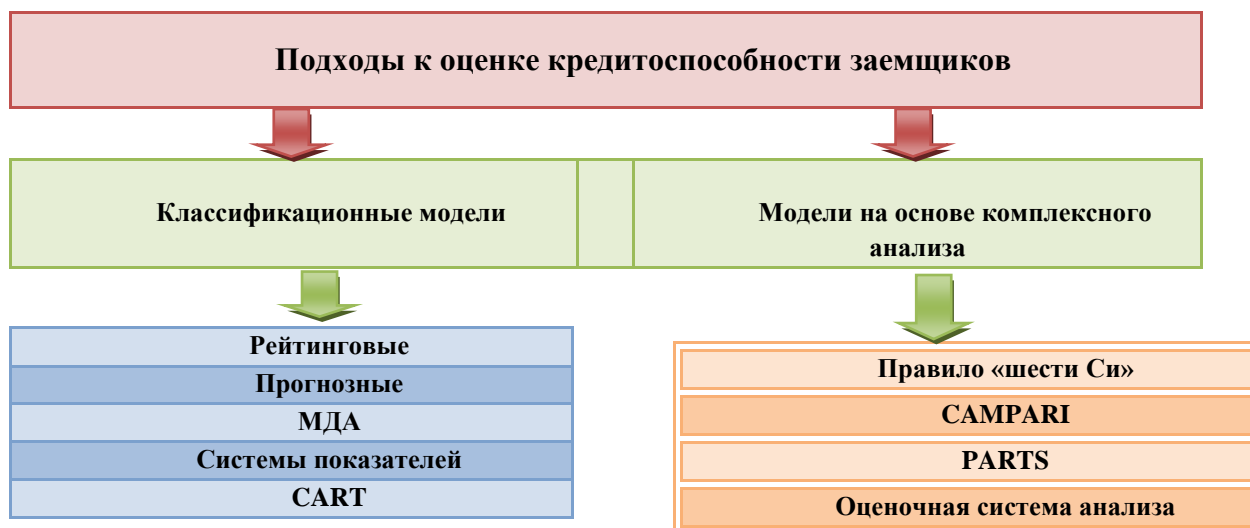 Подходы к оценке кредитоспособности заемщиков
Классификационные модели
Модели на основе комплексного
анализа
Рейтинговые
Прогнозные
МДА
Системы показателей
CART
Правило «шести Си»
CAMPARI
PARTS
Оценочная система анализа